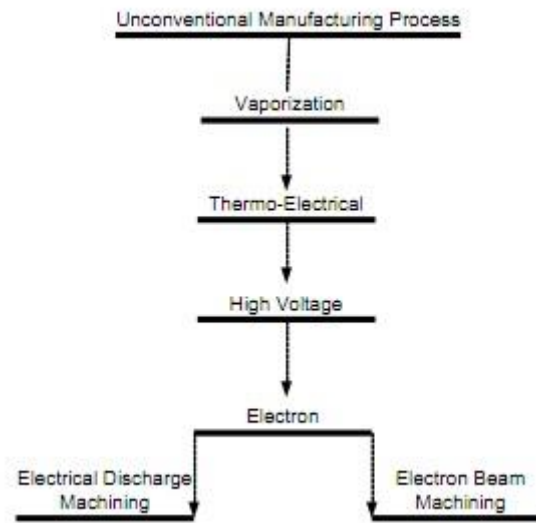 Unconventional Manufacturing Process
Vaporization
Thermo-Electrical
High Voltage
Electron
Electrical Discharge
Machining
Electron Beam
Machining